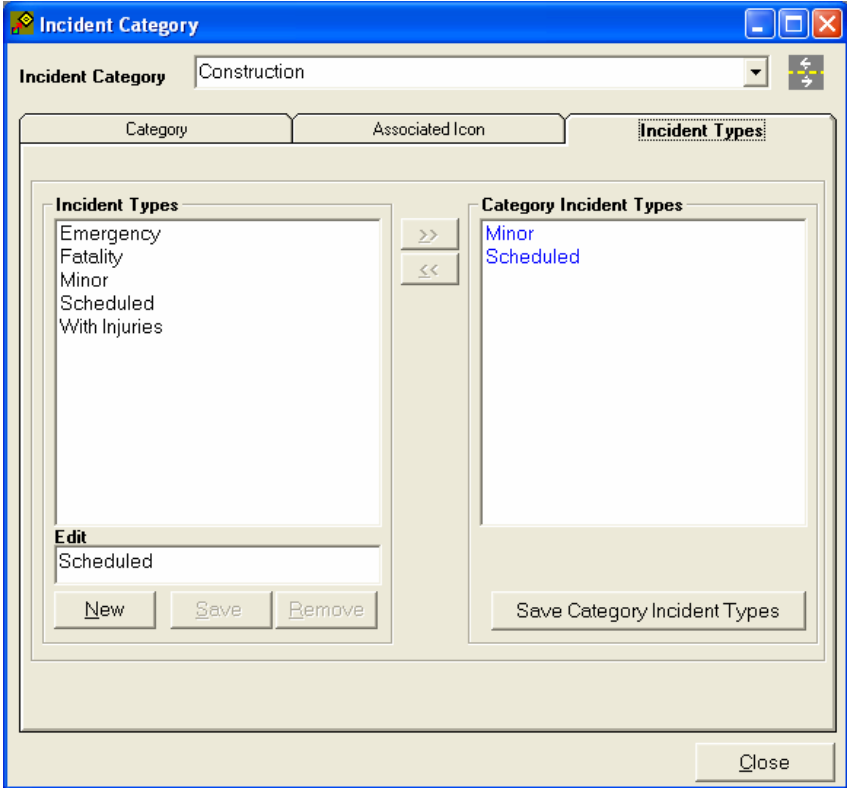 Incident Category
Incident Category Construction
Category Associated Icon Incident Types
Incident Types Category Incident Types
Emergency >> Minor
Fatality << Scheduled
Minor
Scheduled
With Injuries
Edit
Scheduled
New Save Remove Save Category Incident Types
Close